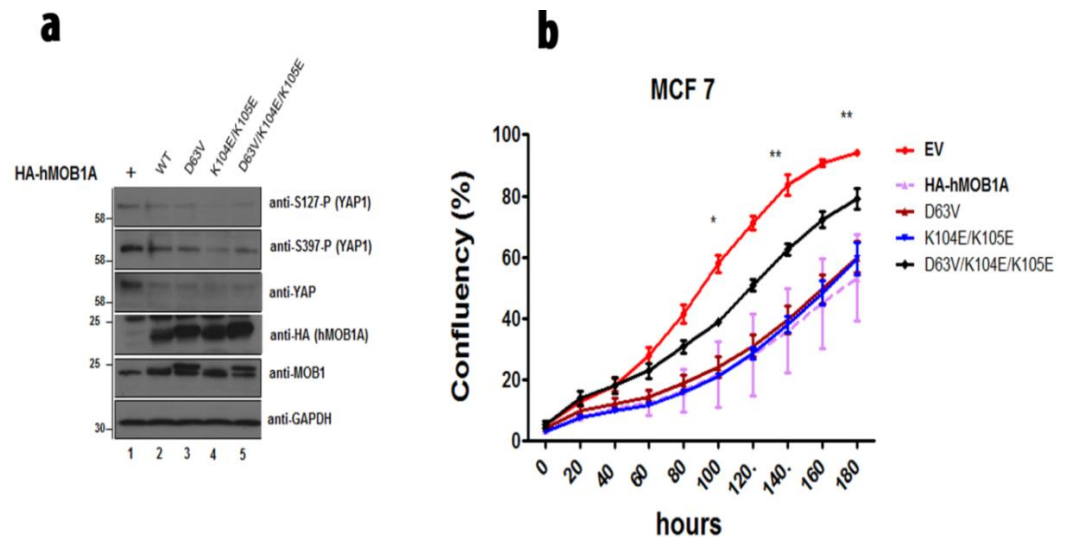 a
HA-hMOB1A + WT D63V K104E/K105E D63V/K104E/K105E
58 anti-S127-P (YAP1)
58 anti-S397-P (YAP1)
58 anti-YAP
25 anti-HA (hMOB1A)
25 anti-MOB1
30 anti-GAPDH
1 2 3 4 5
b
MCF 7
Confluency (%)
100
80
60
40
20
0
* ** **
0 20 40 60 80 100 120. 140. 160 180
hours
EV
HA-hMOB1A
D63V
K104E/K105E
D63V/K104E/K105E